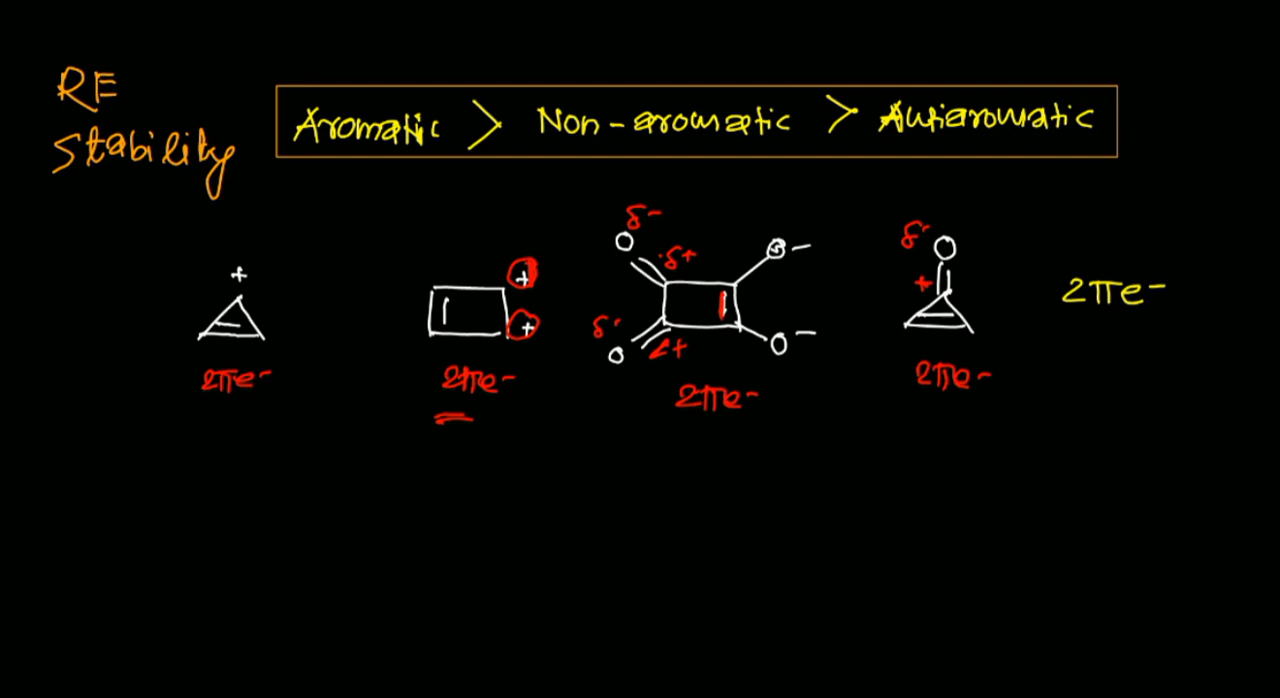 RE
Stability
Aromatic > Non-aromatic > Antiaromatic
δ- δ-
O δ+ O- O
+ + + 2πe-
+ δ- δ+
O O-
2πe- 2πe- 2πe- 2πe-